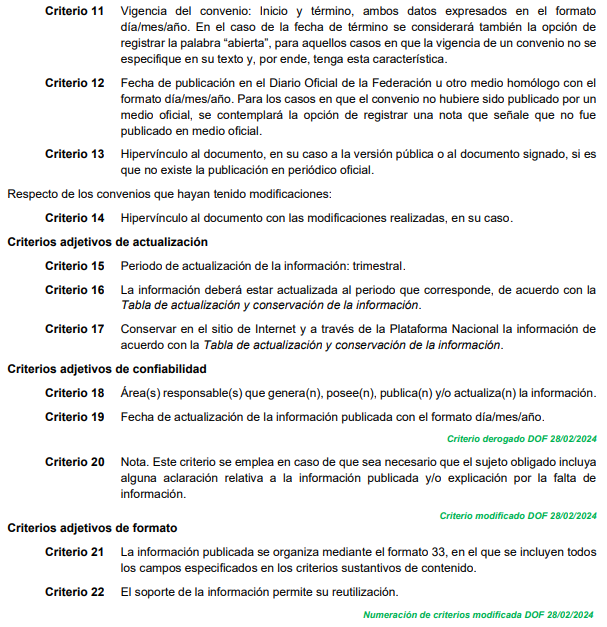 Criterio 11 Vigencia del convenio: Inicio y término, ambos datos expresados en el formato
día/mes/año. En el caso de la fecha de término se considerará también la opción de
registrar la palabra “abierta”, para aquellos casos en que la vigencia de un convenio no se
especifique en su texto y, por ende, tenga esta característica.
Criterio 12 Fecha de publicación en el Diario Oficial de la Federación u otro medio homólogo con el
formato día/mes/año. Para los casos en que el convenio no hubiere sido publicado por un
medio oficial, se contemplará la opción de registrar una nota que señale que no fue
publicado en medio oficial.
Criterio 13 Hipervínculo al documento, en su caso a la versión pública o al documento signado, si es
que no existe la publicación en periódico oficial.
Respecto de los convenios que hayan tenido modificaciones:
Criterio 14 Hipervínculo al documento con las modificaciones realizadas, en su caso.
Criterios adjetivos de actualización
Criterio 15 Periodo de actualización de la información: trimestral.
Criterio 16 La información deberá estar actualizada al periodo que corresponde, de acuerdo con la
Tabla de actualización y conservación de la información.
Criterio 17 Conservar en el sitio de Internet y a través de la Plataforma Nacional la información de
acuerdo con la Tabla de actualización y conservación de la información.
Criterios adjetivos de confiabilidad
Criterio 18 Área(s) responsable(s) que genera(n), posee(n), publica(n) y/o actualiza(n) la información.
Criterio 19 Fecha de actualización de la información publicada con el formato día/mes/año.
Criterio derogado DOF 28/02/2024
Criterio 20 Nota. Este criterio se emplea en caso de que sea necesario que el sujeto obligado incluya
alguna aclaración relativa a la información publicada y/o explicación por la falta de
información.
Criterio modificado DOF 28/02/2024
Criterios adjetivos de formato
Criterio 21 La información publicada se organiza mediante el formato 33, en el que se incluyen todos
los campos especificados en los criterios sustantivos de contenido.
Criterio 22 El soporte de la información permite su reutilización.
Numeración de criterios modificada DOF 28/02/2024